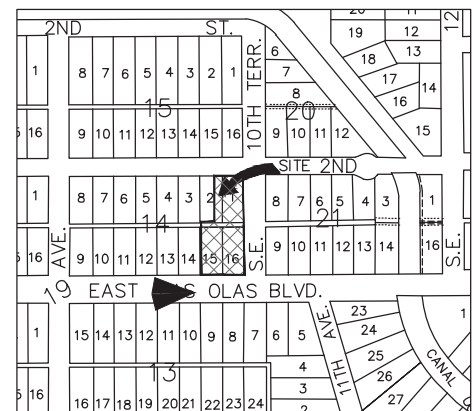 20 11 12
2ND ST.
19 12
1 8 7 6 5 4 3 2 1 6 18 13
7 17
8 16 14
15 20
16 9 10 11 12 13 14 15 16 10TH TERR. 9 10 11 12 15
SITE 2ND
1 8 7 6 5 4 3 2 1 8 7 6 5 4 3 1
14 21
16 9 10 11 12 13 14 15 16 9 10 11 12 13 14 16
AVE. S.E. S.E.
19 EAST AS OLAS BLVD.
1 15 14 13 12 11 10 9 8 7 6 5 11TH AVE. 23 1
24
25 CANAL
13 4 26
16 16 17 18 19 20 21 22 23 24 3 27
2